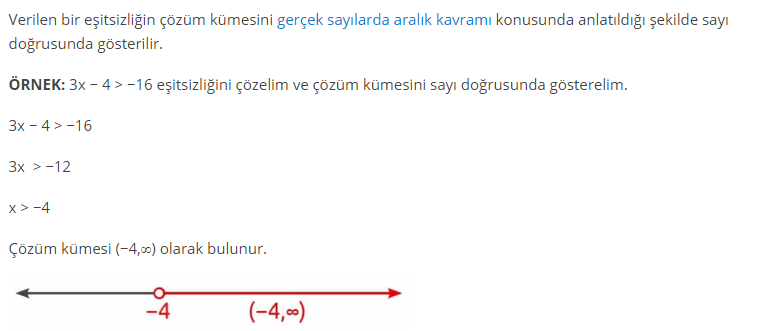 Verilen bir eşitsizliğin çözüm kümesini gerçek sayılarda aralık kavramı konusunda anlatıldığı şekilde sayı
doğrusunda gösterilir.
ÖRNEK: 3x − 4 > −16 eşitsizliğini çözelim ve çözüm kümesini sayı doğrusunda gösterelim.
3x − 4 > −16
3x  > −12
x > −4
Çözüm kümesi (−4,∞) olarak bulunur.
−4 (−4,∞)